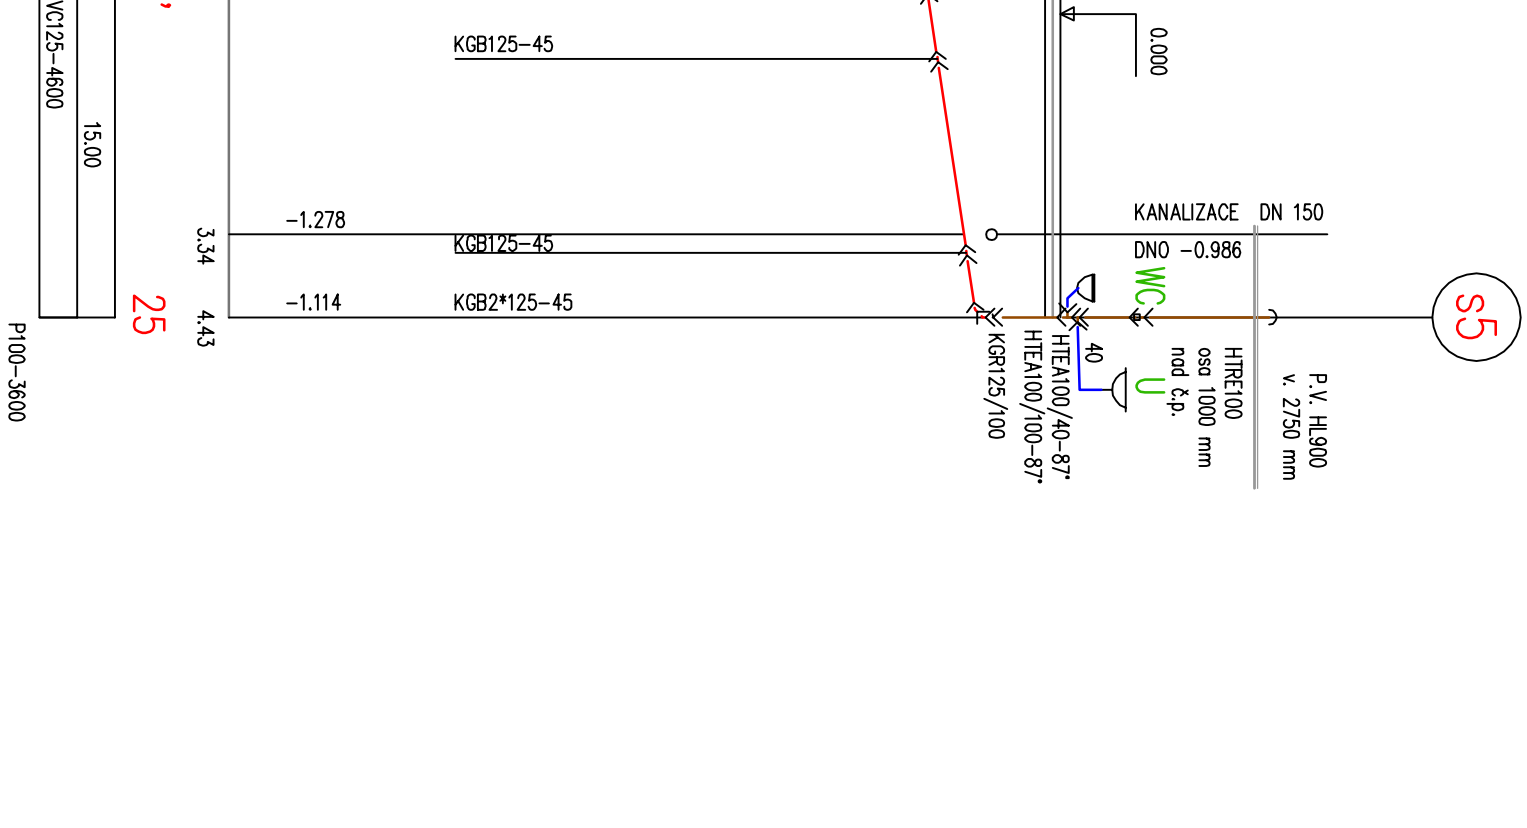 VC125-4600
15.00
P100-3600
25
3.34
4.43
KGB125-45
-1.278
KGB125-45
-1.114
KGB2*125-45
0.000
KANALIZACE DN 150
DNO -0.986
WC
U
40
KGR125/100
HTEA100/100-87°
HTEA100/40-87°
HTRE100
osa 1000 mm
nad č.p.
P.V. HL900
v. 2750 mm
s5